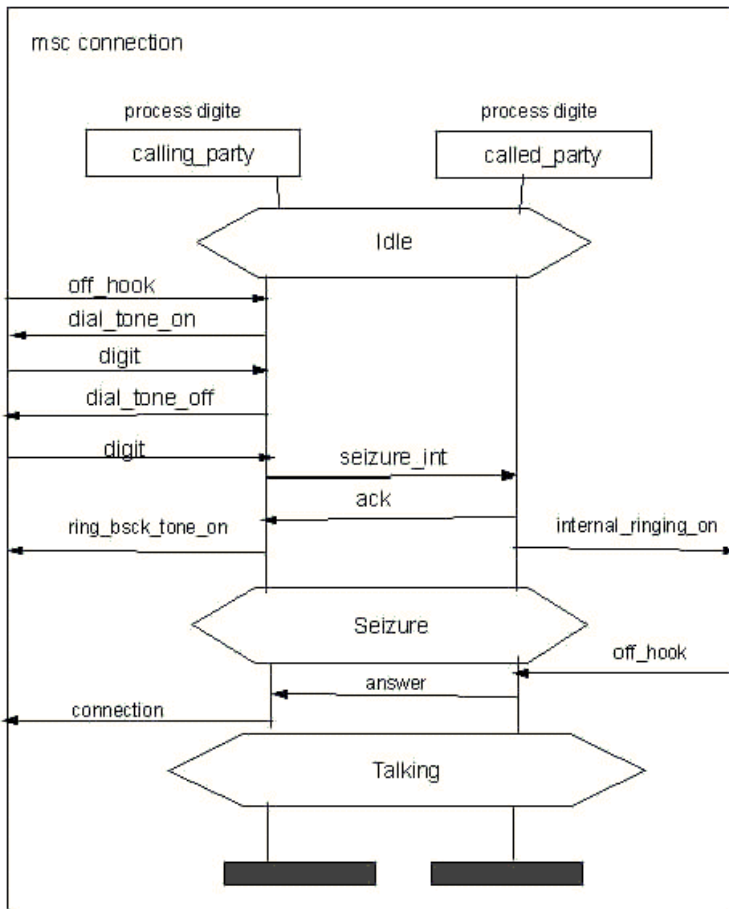 msc connection
process digite
process digite
calling_party
called_party
Idle
off_hook
dial_tone_on
digit
dial_tone_off
digit
seizure_int
ack
ring_bsck_tone_on
internal_ringing_on
Seizure
off_hook
answer
connection
Talking